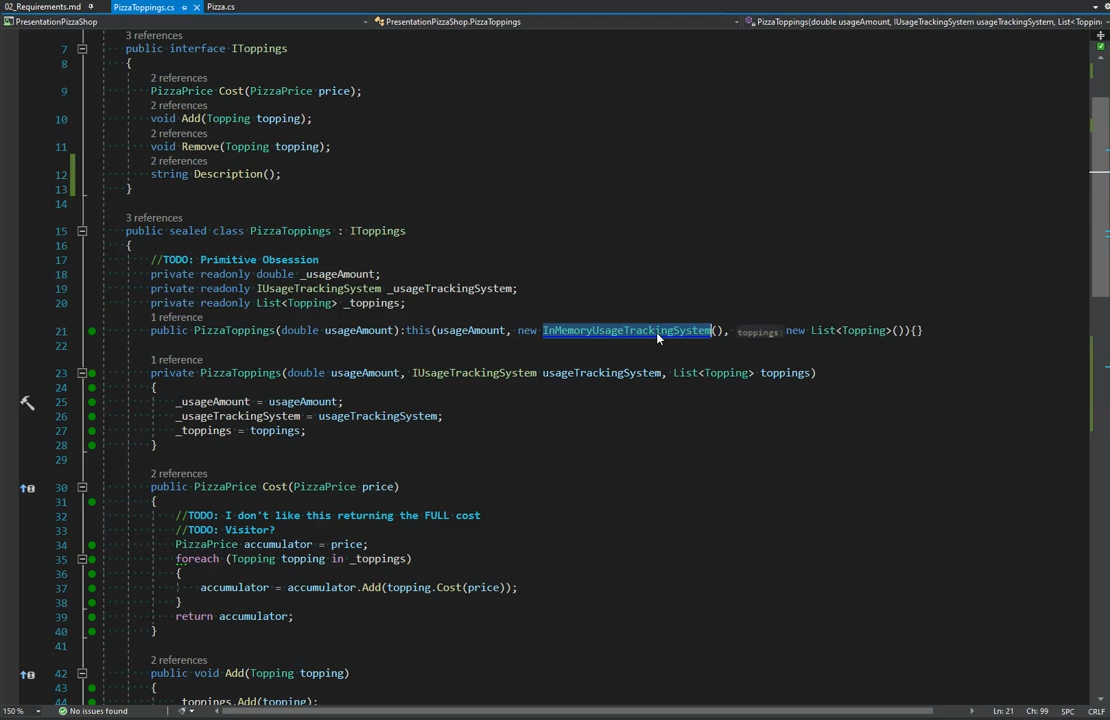 02_Requirements.md PizzaToppings.cs Pizza.cs
PresentationPizzaShop PresentationPizzaShop.PizzaToppings PizzaToppings(double usageAmount, IUsageTrackingSystem usageTrackingSystem, List<Toppin
3 references
7 public interface IToppings
8 {
2 references
9 PizzaPrice Cost(PizzaPrice price);
2 references
10 void Add(Topping topping);
2 references
11 void Remove(Topping topping);
2 references
12 string Description();
13 }
14
3 references
15 public sealed class PizzaToppings : IToppings
16 {
17 //TODO: Primitive Obsession
18 private readonly double _usageAmount;
19 private readonly IUsageTrackingSystem _usageTrackingSystem;
20 private readonly List<Topping> _toppings;
1 reference
21 public PizzaToppings(double usageAmount):this(usageAmount, new InMemoryUsageTrackingSystem(), toppings: new List<Topping>()){}
22
1 reference
23 private PizzaToppings(double usageAmount, IUsageTrackingSystem usageTrackingSystem, List<Topping> toppings)
24 {
25 _usageAmount = usageAmount;
26 _usageTrackingSystem = usageTrackingSystem;
27 _toppings = toppings;
28 }
29
2 references
30 public PizzaPrice Cost(PizzaPrice price)
31 {
32 //TODO: I don't like this returning the FULL cost
33 //TODO: Visitor?
34 PizzaPrice accumulator = price;
35 foreach (Topping topping in _toppings)
36 {
37 accumulator = accumulator.Add(topping.Cost(price));
38 }
39 return accumulator;
40 }
41
2 references
42 public void Add(Topping topping)
43 {
44 _toppings.Add(topping);
150 % No issues found Ln: 21 Ch: 99 SPC CRLF